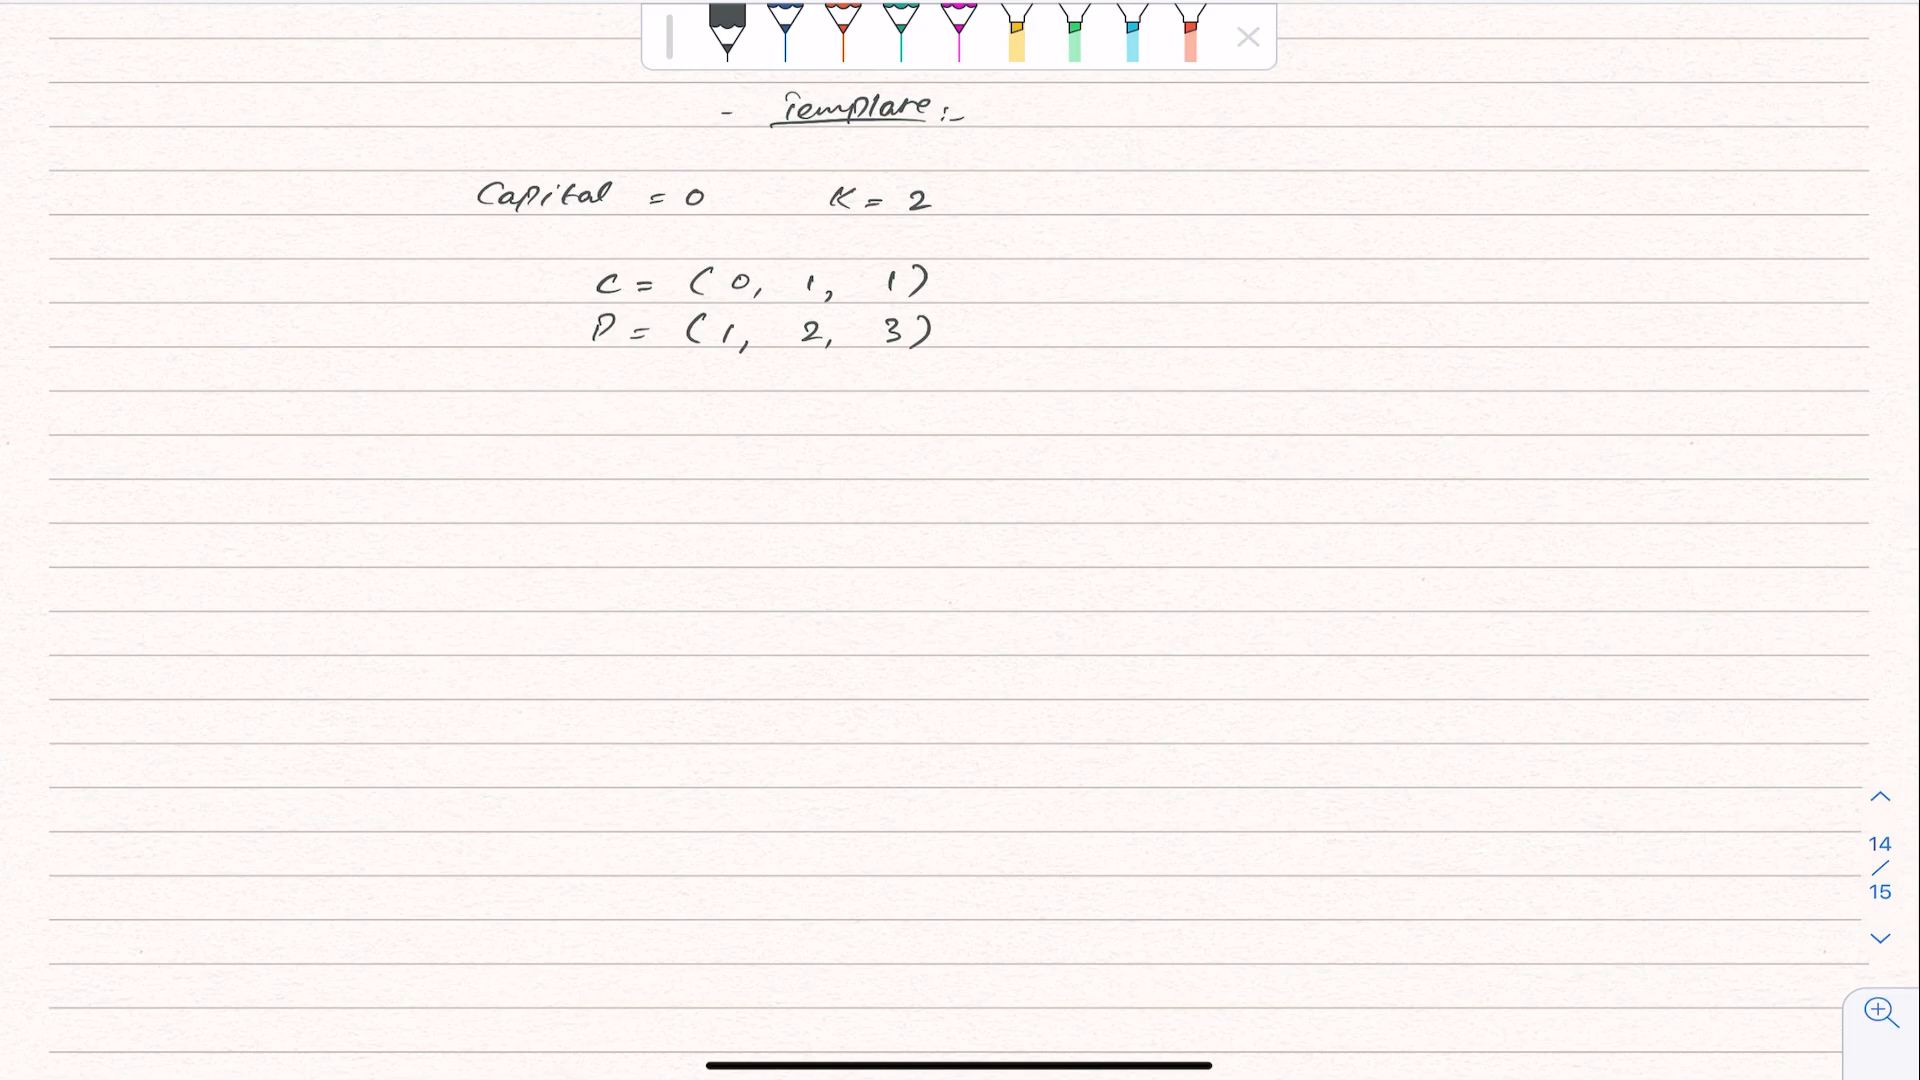 - Template :-
Capital = 0 K = 2
C = ( 0, 1, 1 )
P = ( 1, 2, 3 )
14
/
15